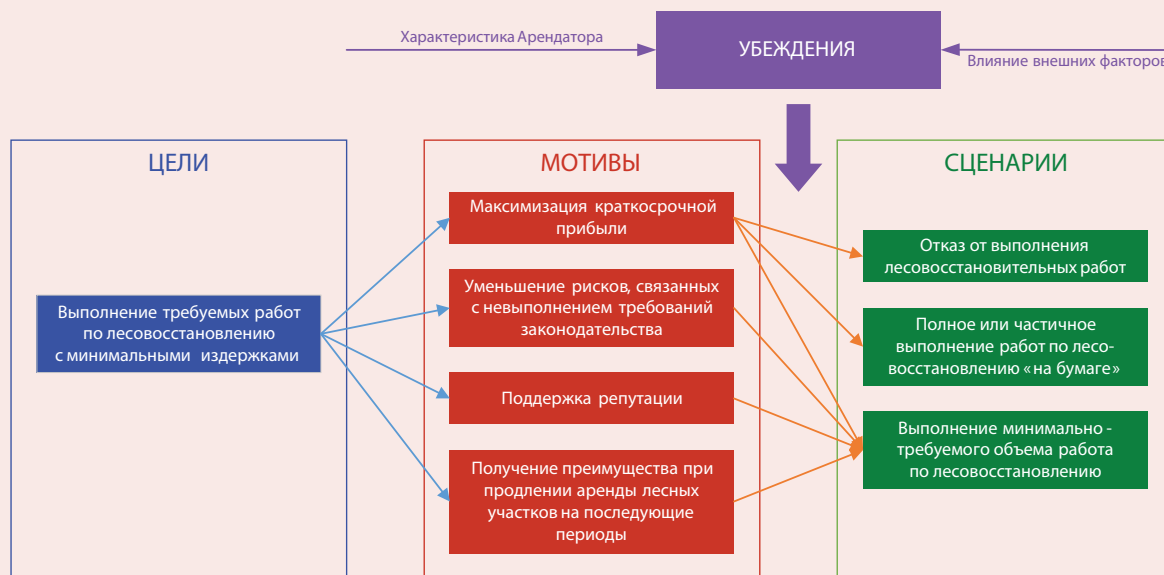 Характеристика Арендатора
УБЕЖДЕНИЯ
Влияние внешних факторов
ЦЕЛИ
Выполнение требуемых работ
по лесовосстановлению
с минимальными издержками
МОТИВЫ
Максимизация краткосрочной
прибыли
Уменьшение рисков, связанных
с невыполнением требований
законодательства
Поддержка репутации
Получение преимущества при
продлении аренды лесных
участков на последующие
периоды
СЦЕНАРИИ
Отказ от выполнения
лесовосстановительных работ
Полное или частичное
выполнение работ по лесо-
восстановлению «на бумаге»
Выполнение минимально -
требуемого объема работа
по лесовосстановлению